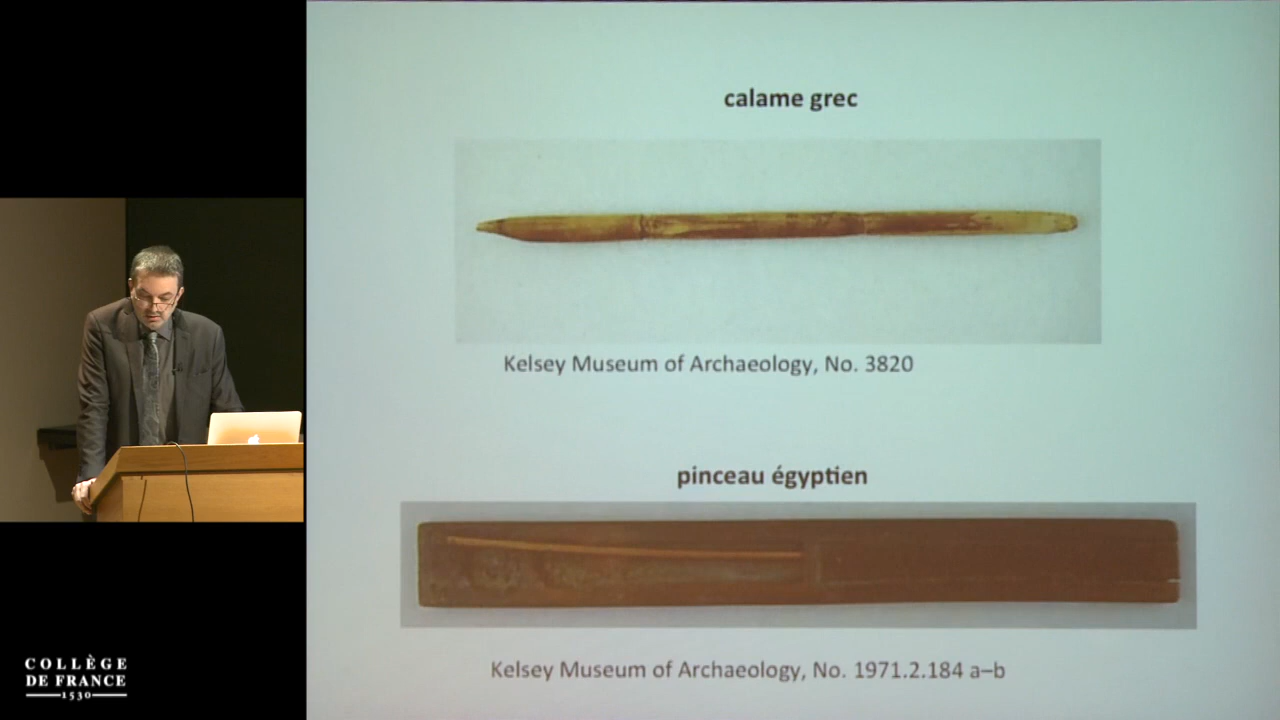 calame grec
Kelsey Museum of Archaeology, No. 3820
pinceau égyptien
Kelsey Museum of Archaeology, No. 1971.2.184 a–b
COLLÈGE
DE FRANCE
1530